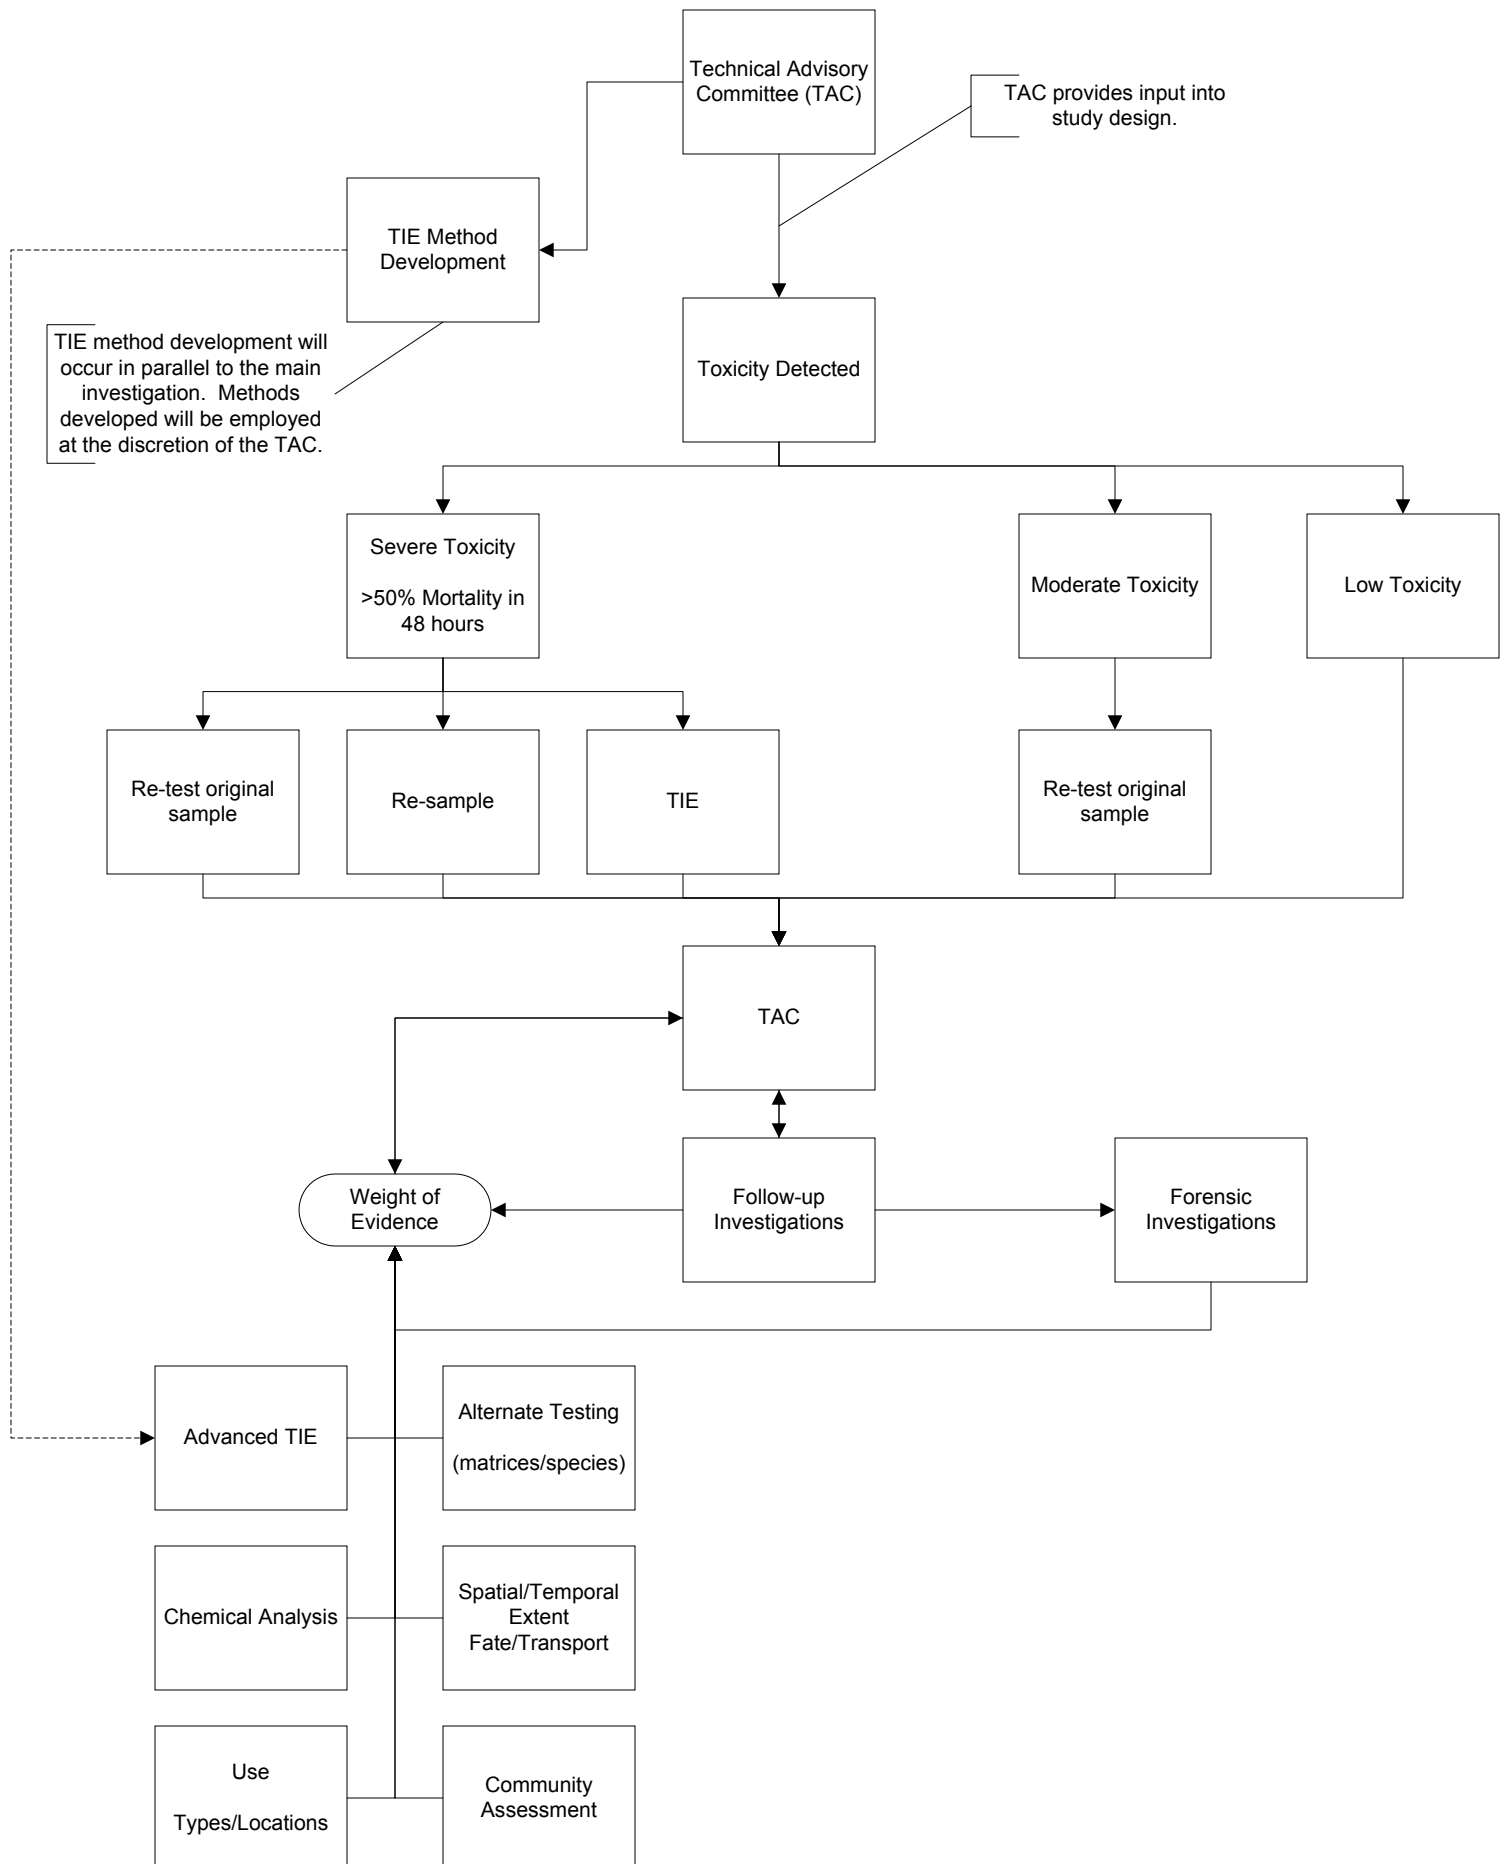 Technical Advisory
Committee (TAC)
TAC provides input into
study design.
TIE Method
Development
TIE method development will
occur in parallel to the main
investigation.  Methods
developed will be employed
at the discretion of the TAC.
Toxicity Detected
Severe Toxicity
>50% Mortality in
48 hours
Moderate Toxicity
Low Toxicity
Re-test original
sample
Re-sample
TIE
Re-test original
sample
TAC
Weight of
Evidence
Follow-up
Investigations
Forensic
Investigations
Advanced TIE
Alternate Testing
(matrices/species)
Chemical Analysis
Spatial/Temporal
Extent
Fate/Transport
Use
Types/Locations
Community
Assessment